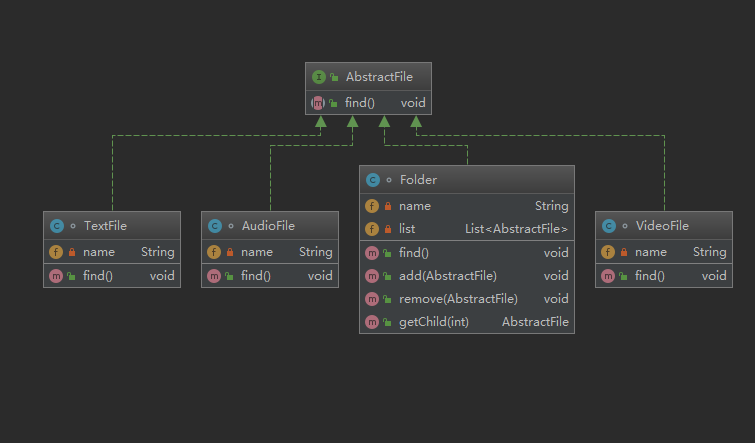 AbstractFile
find() void
TextFile
name String
find() void
AudioFile
name String
find() void
Folder
name String
list List<AbstractFile>
find() void
add(AbstractFile) void
remove(AbstractFile) void
getChild(int) AbstractFile
VideoFile
name String
find() void